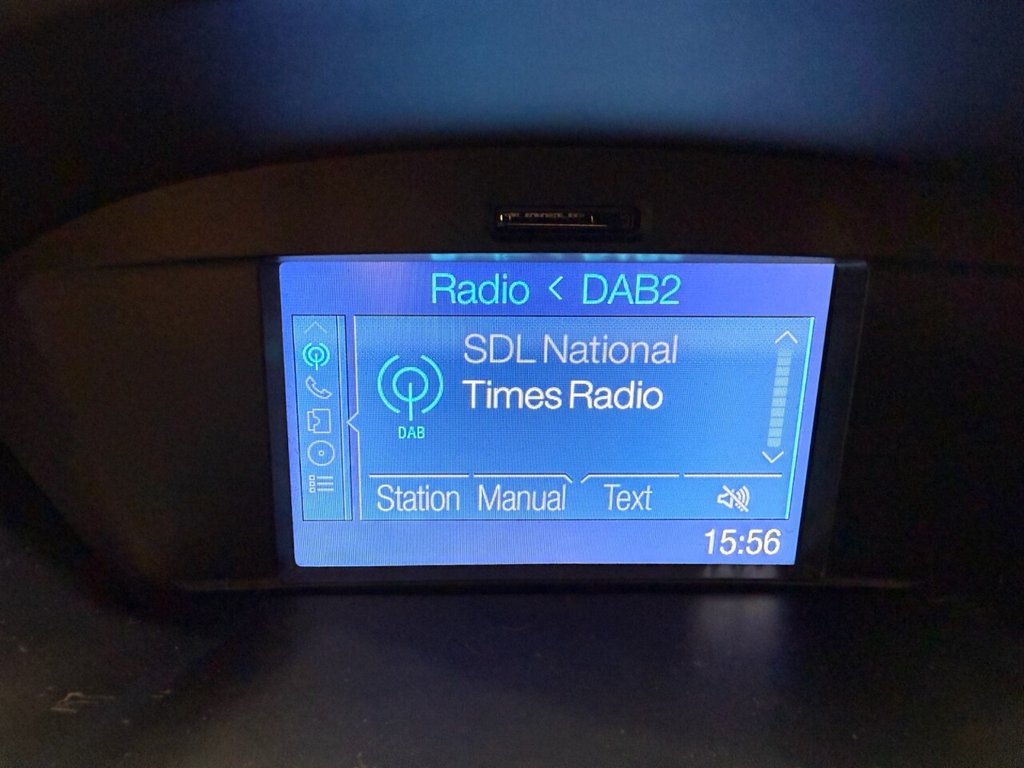 Radio < DAB2
SDL National
Times Radio
DAB
Station Manual Text
15:56